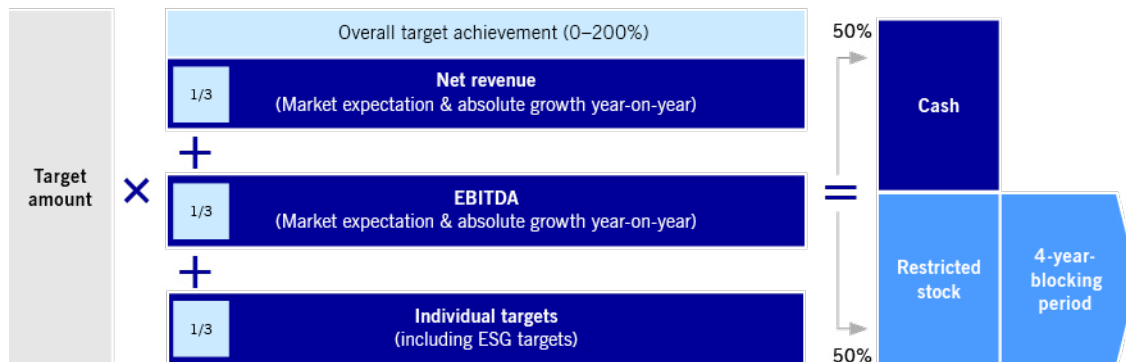 Overall target achievement (0–200%)
Target
amount
×
1/3
Net revenue
(Market expectation & absolute growth year-on-year)
+
1/3
EBITDA
(Market expectation & absolute growth year-on-year)
+
1/3
Individual targets
(including ESG targets)
=
50%
Cash
50%
Restricted
stock
4-year-
blocking
period